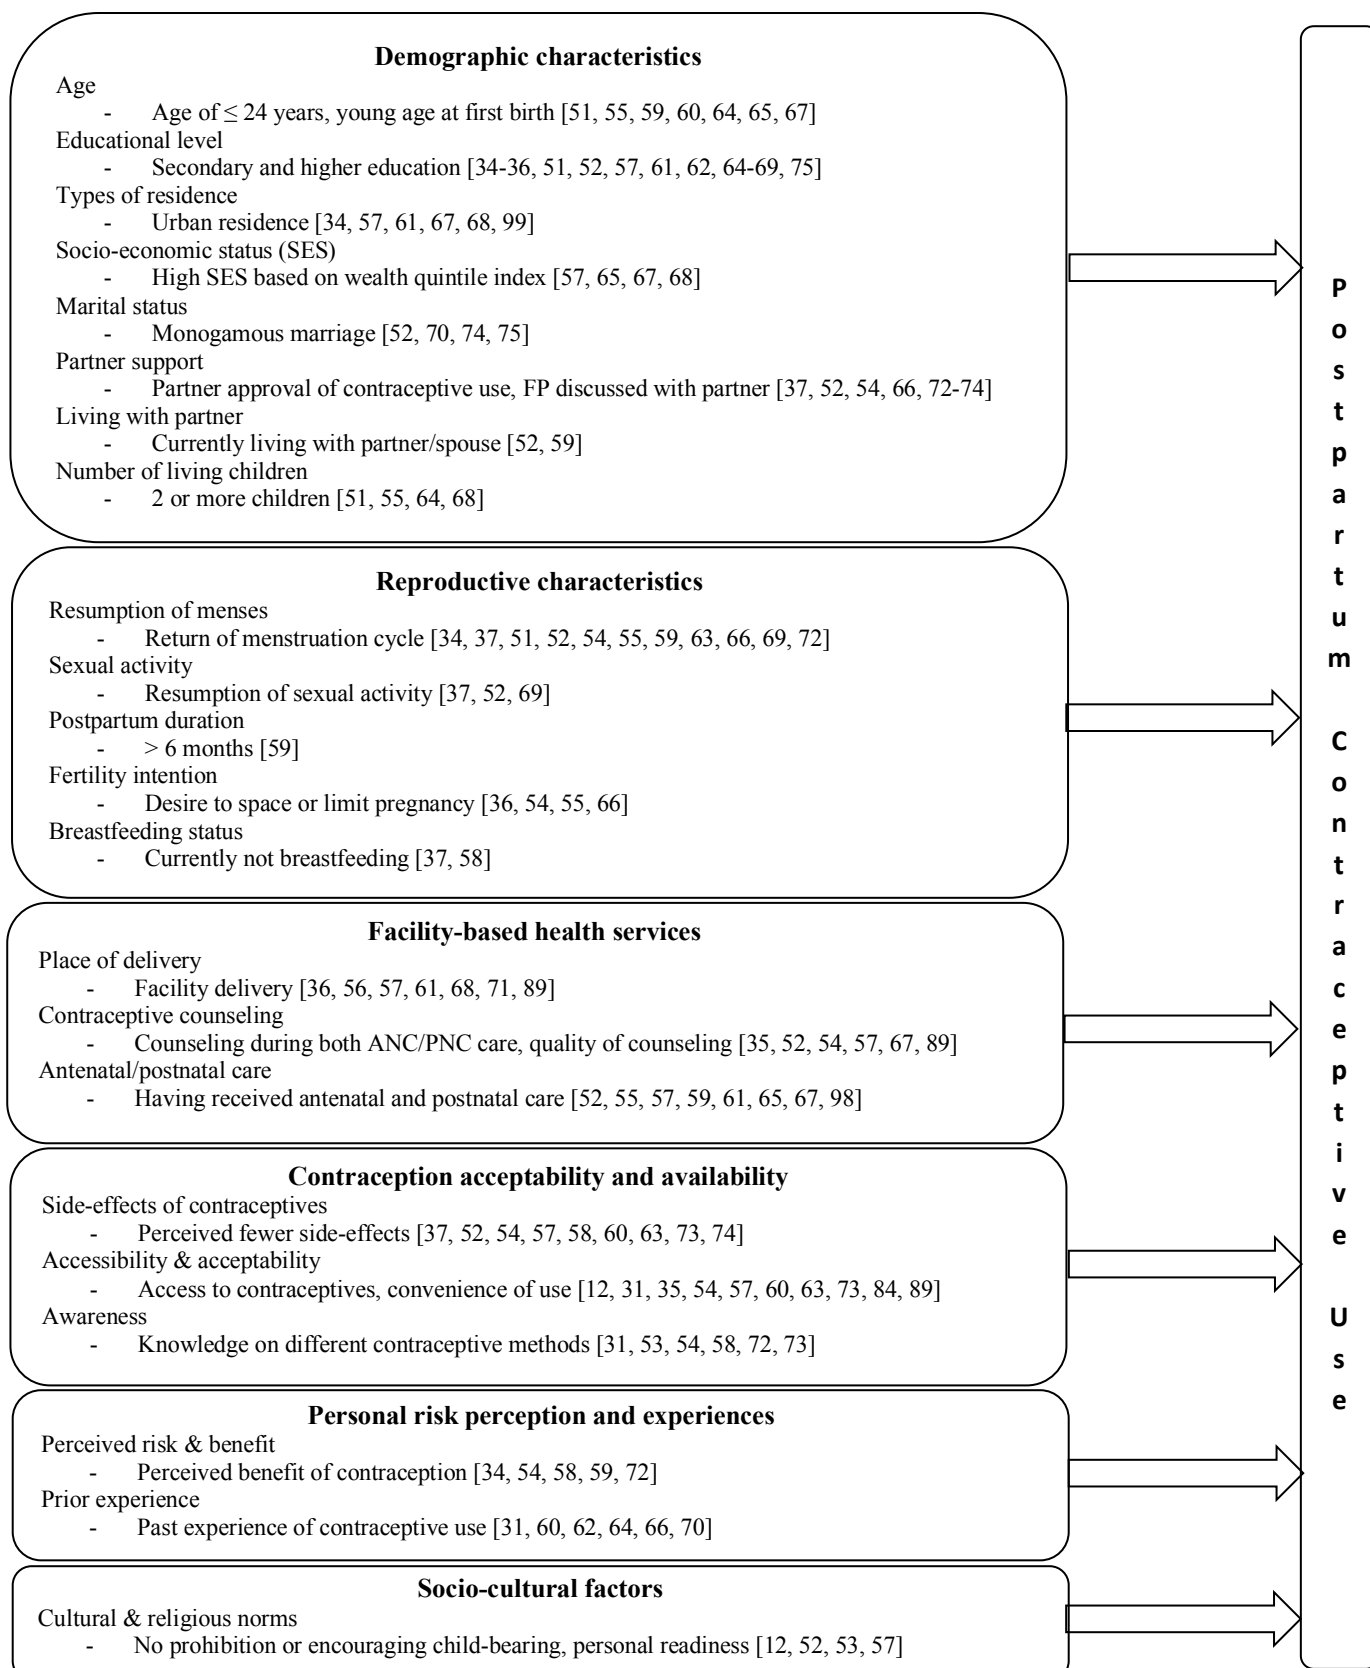 Demographic characteristics
Age
- Age of ≤ 24 years, young age at first birth [51, 55, 59, 60, 64, 65, 67]
Educational level
- Secondary and higher education [34-36, 51, 52, 57, 61, 62, 64-69, 75]
Types of residence
- Urban residence [34, 57, 61, 67, 68, 99]
Socio-economic status (SES)
- High SES based on wealth quintile index [57, 65, 67, 68]
Marital status
- Monogamous marriage [52, 70, 74, 75]
Partner support
- Partner approval of contraceptive use, FP discussed with partner [37, 52, 54, 66, 72-74]
Living with partner
- Currently living with partner/spouse [52, 59]
Number of living children
- 2 or more children [51, 55, 64, 68]
Reproductive characteristics
Resumption of menses
- Return of menstruation cycle [34, 37, 51, 52, 54, 55, 59, 63, 66, 69, 72]
Sexual activity
- Resumption of sexual activity [37, 52, 69]
Postpartum duration
- > 6 months [59]
Fertility intention
- Desire to space or limit pregnancy [36, 54, 55, 66]
Breastfeeding status
- Currently not breastfeeding [37, 58]
Facility-based health services
Place of delivery
- Facility delivery [36, 56, 57, 61, 68, 71, 89]
Contraceptive counseling
- Counseling during both ANC/PNC care, quality of counseling [35, 52, 54, 57, 67, 89]
Antenatal/postnatal care
- Having received antenatal and postnatal care [52, 55, 57, 59, 61, 65, 67, 98]
Contraception acceptability and availability
Side-effects of contraceptives
- Perceived fewer side-effects [37, 52, 54, 57, 58, 60, 63, 73, 74]
Accessibility & acceptability
- Access to contraceptives, convenience of use [12, 31, 35, 54, 57, 60, 63, 73, 84, 89]
Awareness
- Knowledge on different contraceptive methods [31, 53, 54, 58, 72, 73]
Personal risk perception and experiences
Perceived risk & benefit
- Perceived benefit of contraception [34, 54, 58, 59, 72]
Prior experience
- Past experience of contraceptive use [31, 60, 62, 64, 66, 70]
Socio-cultural factors
Cultural & religious norms
- No prohibition or encouraging child-bearing, personal readiness [12, 52, 53, 57]
Postpartum Contraceptive Use